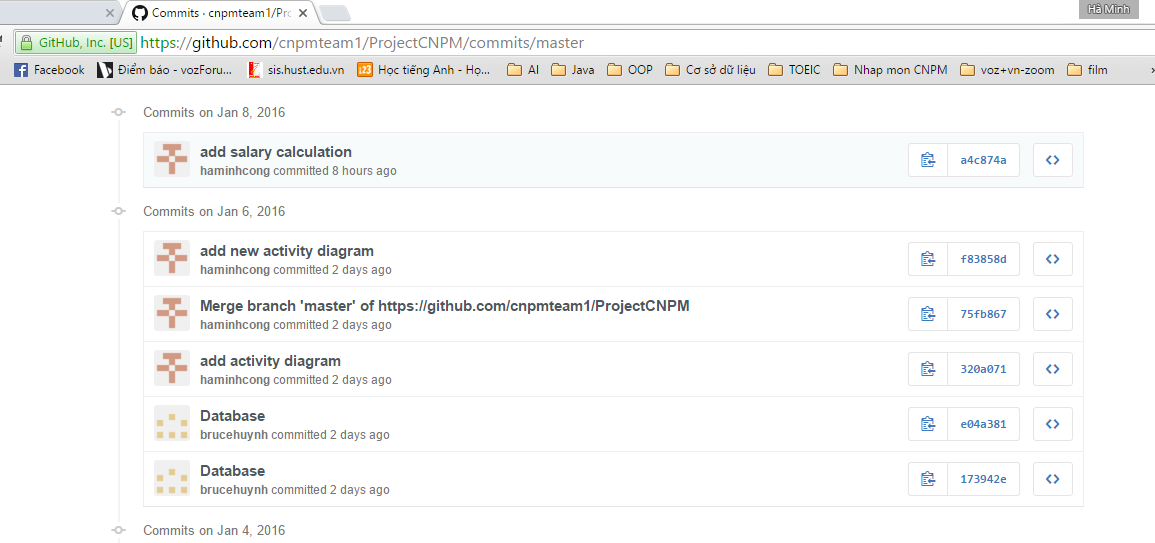 Hà Minh
Commits · cnpmteam1/Pro
GitHub, Inc. [US] https://github.com/cnpmteam1/ProjectCNPM/commits/master
Facebook Điểm báo - vozForu... sis.hust.edu.vn Học tiếng Anh - Họ... AI Java OOP Cơ sở dữ liệu TOEIC Nhap mon CNPM voz+vn-zoom film
Commits on Jan 8, 2016
add salary calculation
haminhcong committed 8 hours ago
a4c874a
Commits on Jan 6, 2016
add new activity diagram
haminhcong committed 2 days ago
f83858d
Merge branch 'master' of https://github.com/cnpmteam1/ProjectCNPM
haminhcong committed 2 days ago
75fb867
add activity diagram
haminhcong committed 2 days ago
320a071
Database
brucehuynh committed 2 days ago
e04a381
Database
brucehuynh committed 2 days ago
173942e
Commits on Jan 4, 2016